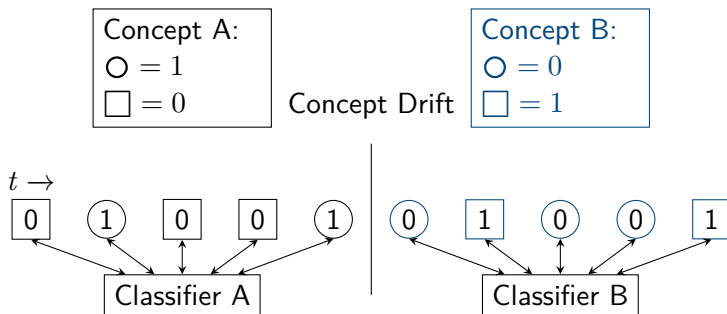 Concept A:
= 1
= 0
Concept Drift
Concept B:
= 0
= 1
t →
0 1 0 0 1
0 1 0 0 1
Classifier A
Classifier B